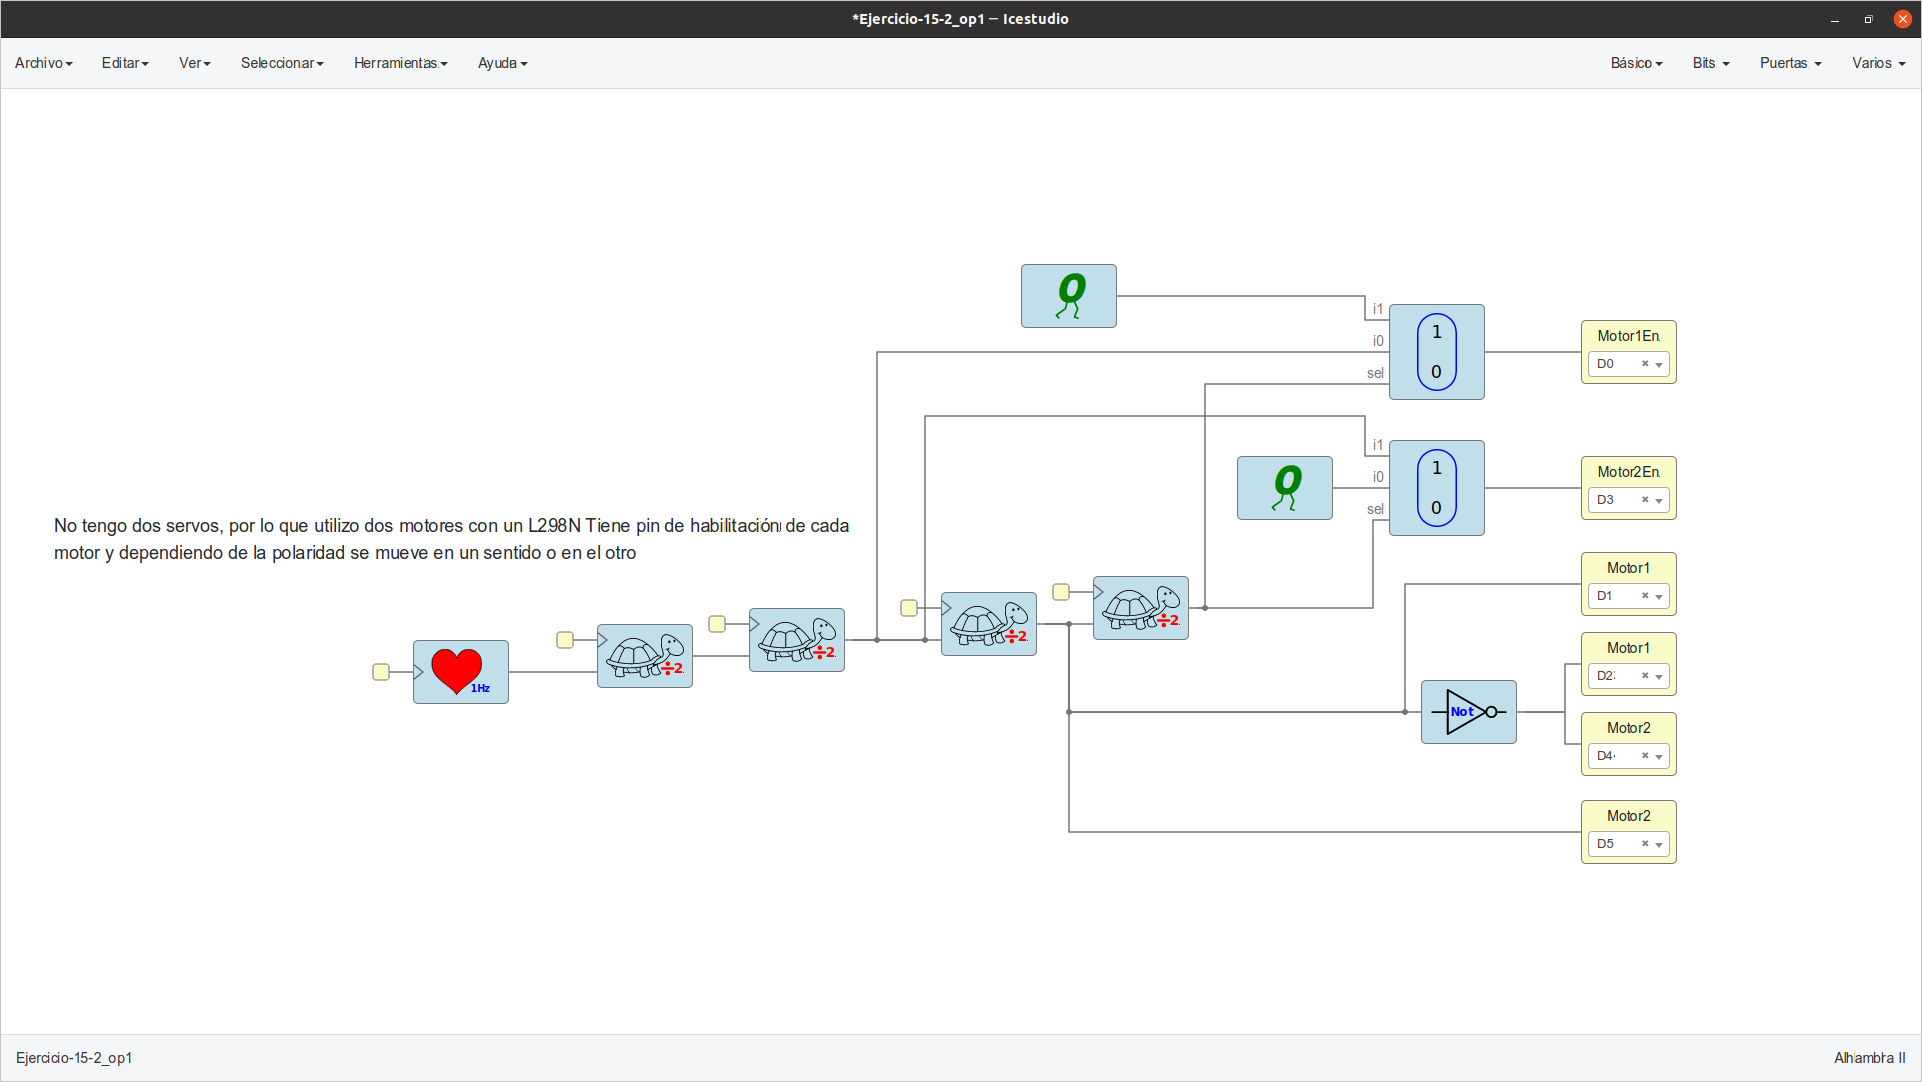 *Ejercicio-15-2_op1 — Icestudio
Archivo Editar Ver Seleccionar Herramientas Ayuda Básico Bits Puertas Varios
0
i1
i0
sel
1
0
Motor1En
D0
No tengo dos servos, por lo que utilizo dos motores con un L298N Tiene pin de habilitación de cada
motor y dependiendo de la polaridad se mueve en un sentido o en el otro
0
i1
i0
sel
1
0
Motor2En
D3
1Hz
÷2
÷2
÷2
÷2
Motor1
D1
Not
Motor1
D2
Motor2
D4
Motor2
D5
Ejercicio-15-2_op1
Alhambra II